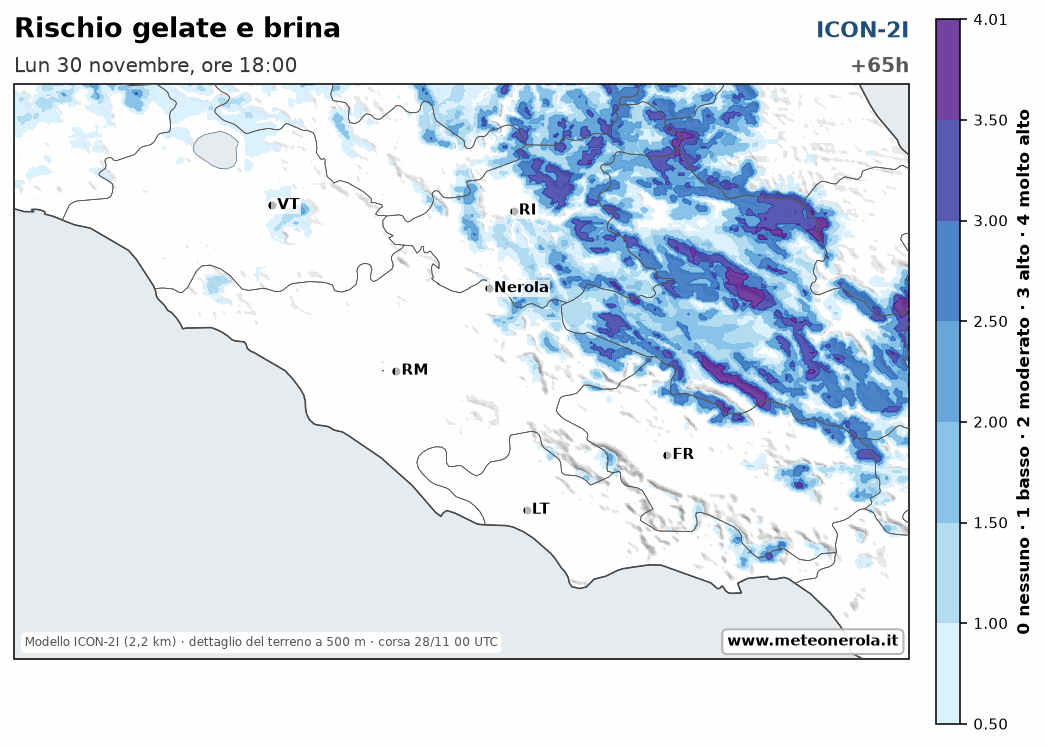 Rischio gelate e brina
ICON-2I
Lun 30 novembre, ore 18:00
+65h
VT
RI
Nerola
RM
FR
LT
Modello ICON-2I (2,2 km) · dettaglio del terreno a 500 m · corsa 28/11 00 UTC
www.meteonerola.it
4.01
3.50
3.00
2.50
2.00
1.50
1.00
0.50
0 nessuno · 1 basso · 2 moderato · 3 alto · 4 molto alto